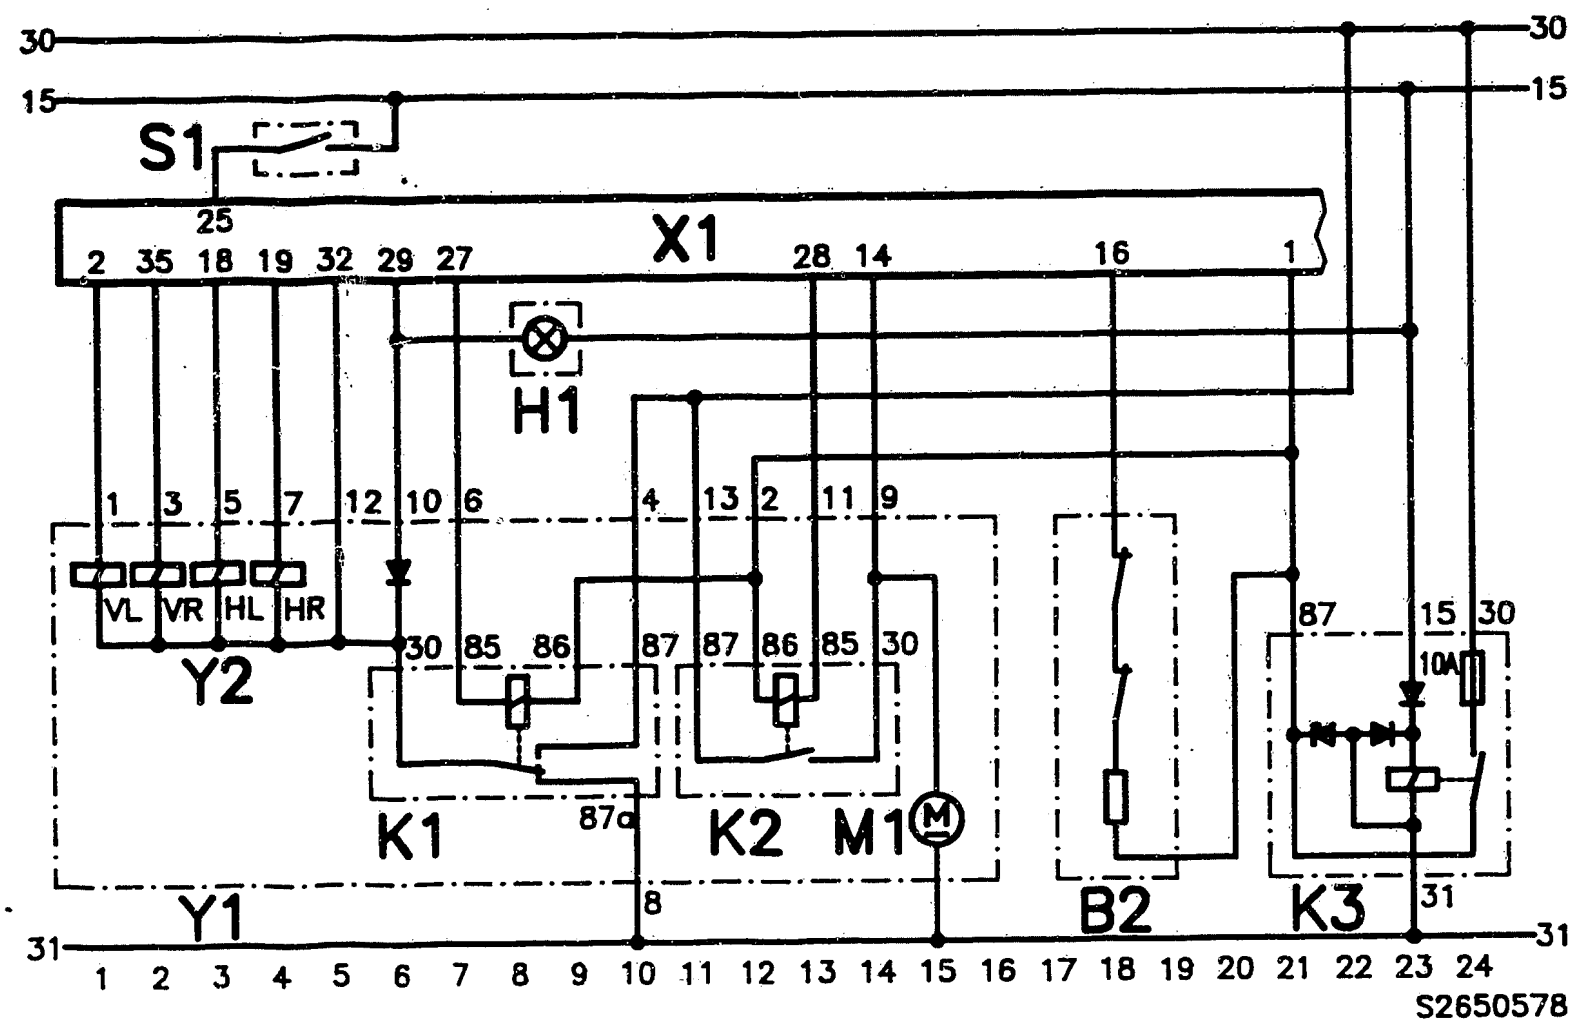 30 30
15 15
S1
25
X1
2 35 18 19 32 29 27 28 14 16 1
H1
1 3 5 7 12 10 6 4 13 2 11 9
VL VR HL HR
87 15 30
30 85 86 87 87 86 85 30
10A
Y2
87a
K1 K2 M1 M
B2 K3
8 31
Y1
31 31
1 2 3 4 5 6 7 8 9 10 11 12 13 14 15 16 17 18 19 20 21 22 23 24
S2650578